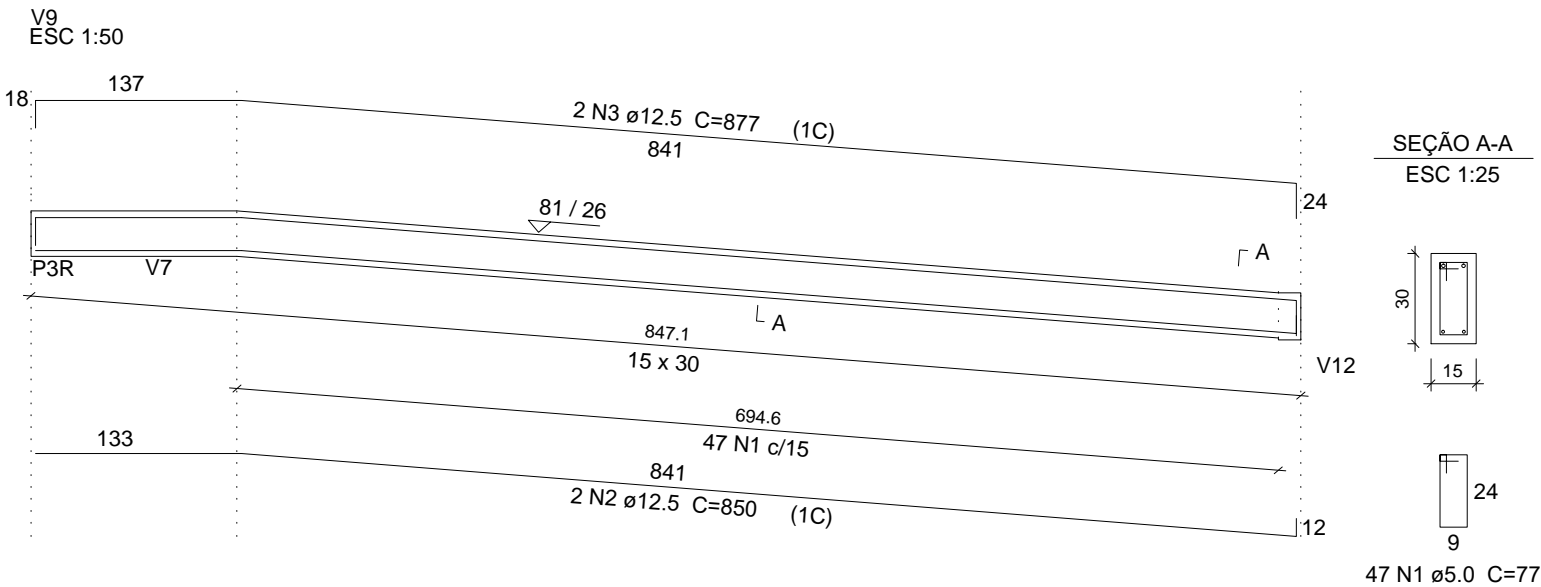 V9
ESC 1:50
137
18
2 N3 ø12.5 C=877 (1C)
841
24
SEÇÃO A-A
ESC 1:25
81 / 26
A
P3R
V7
A
847.1
15 x 30
V12
30
15
694.6
47 N1 c/15
133
841
2 N2 ø12.5 C=850 (1C)
12
24
9
47 N1 ø5.0 C=77